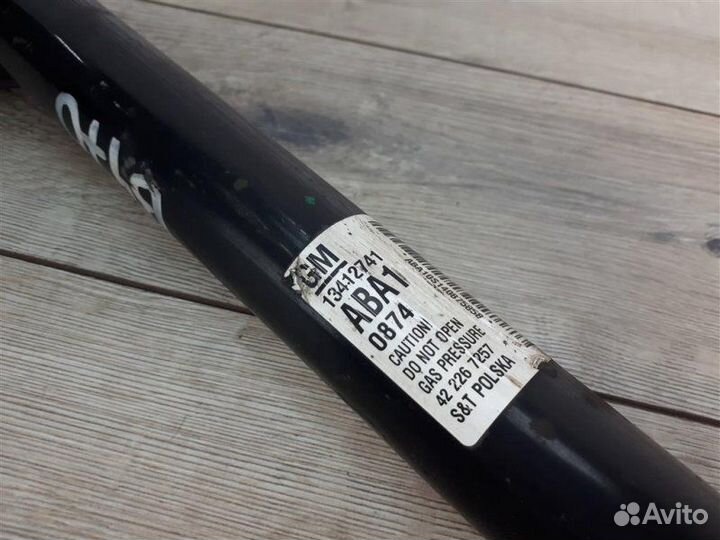 GM
13412741
ABA1
0874
CAUTION!
DO NOT OPEN
GAS PRESSURE
42 226 7257
S&T POLSKA
Avito